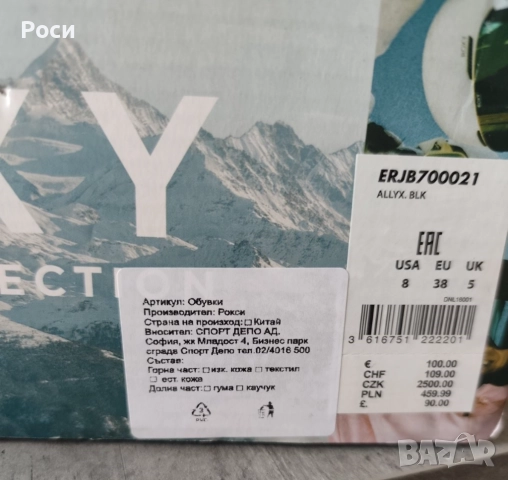 Роси
XY
ECTION
ERJB700021
ALLYX. BLK
EAC
USA EU UK
8 38 5
3 616751 222201
€ 100.00
CHF 109.00
CZK 2500.00
PLN 459.99
£. 90.00
Артикул: Обувки
Производител: Рокси
Страна на произход: □ Китай
Вносител: СПОРТ ДЕПО АД,
София, жк Младост 4, Бизнес парк
сграда Спорт Депо тел.02/4016 500
Състав:
Горна част: □ изк. кожа □ текстил
□ ест. кожа
Долна част: □ гума □ каучук
bazar